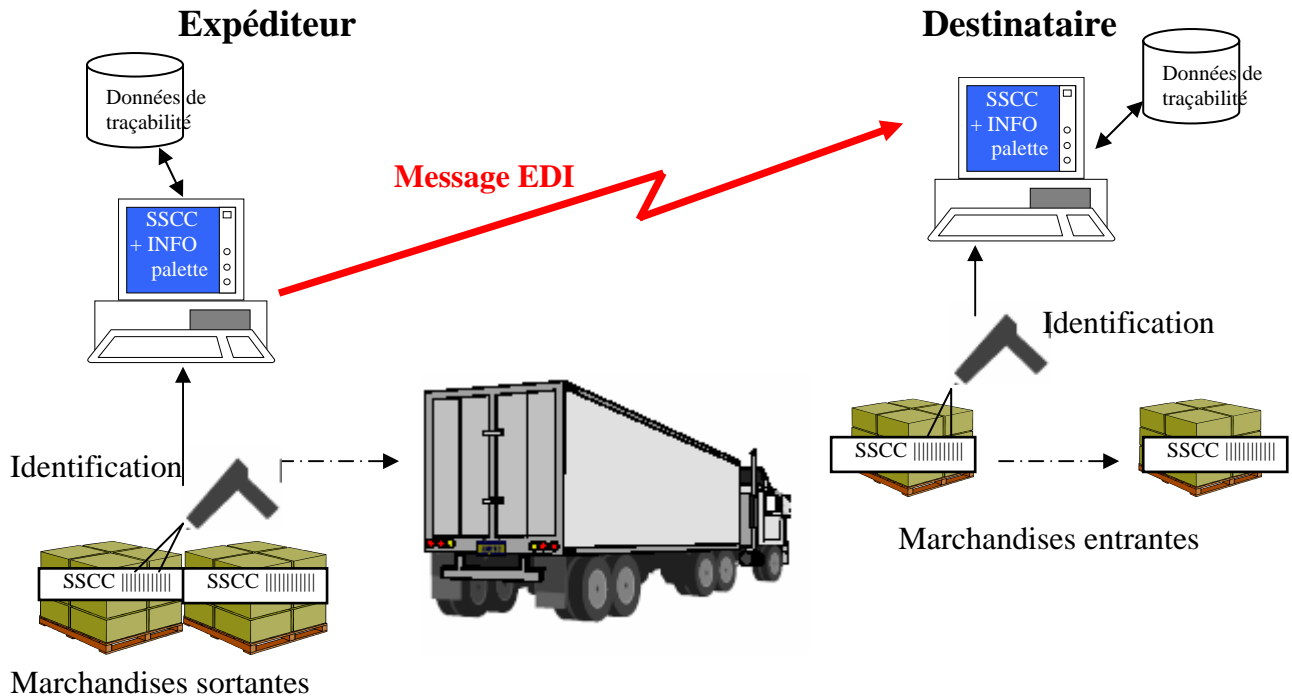 Expéditeur
Destinataire
Données de
traçabilité
Données de
traçabilité
SSCC
+ INFO
palette
Message EDI
SSCC
+ INFO
palette
Identification
Identification
SSCC
SSCC
Marchandises entrantes
SSCC
SSCC
Marchandises sortantes